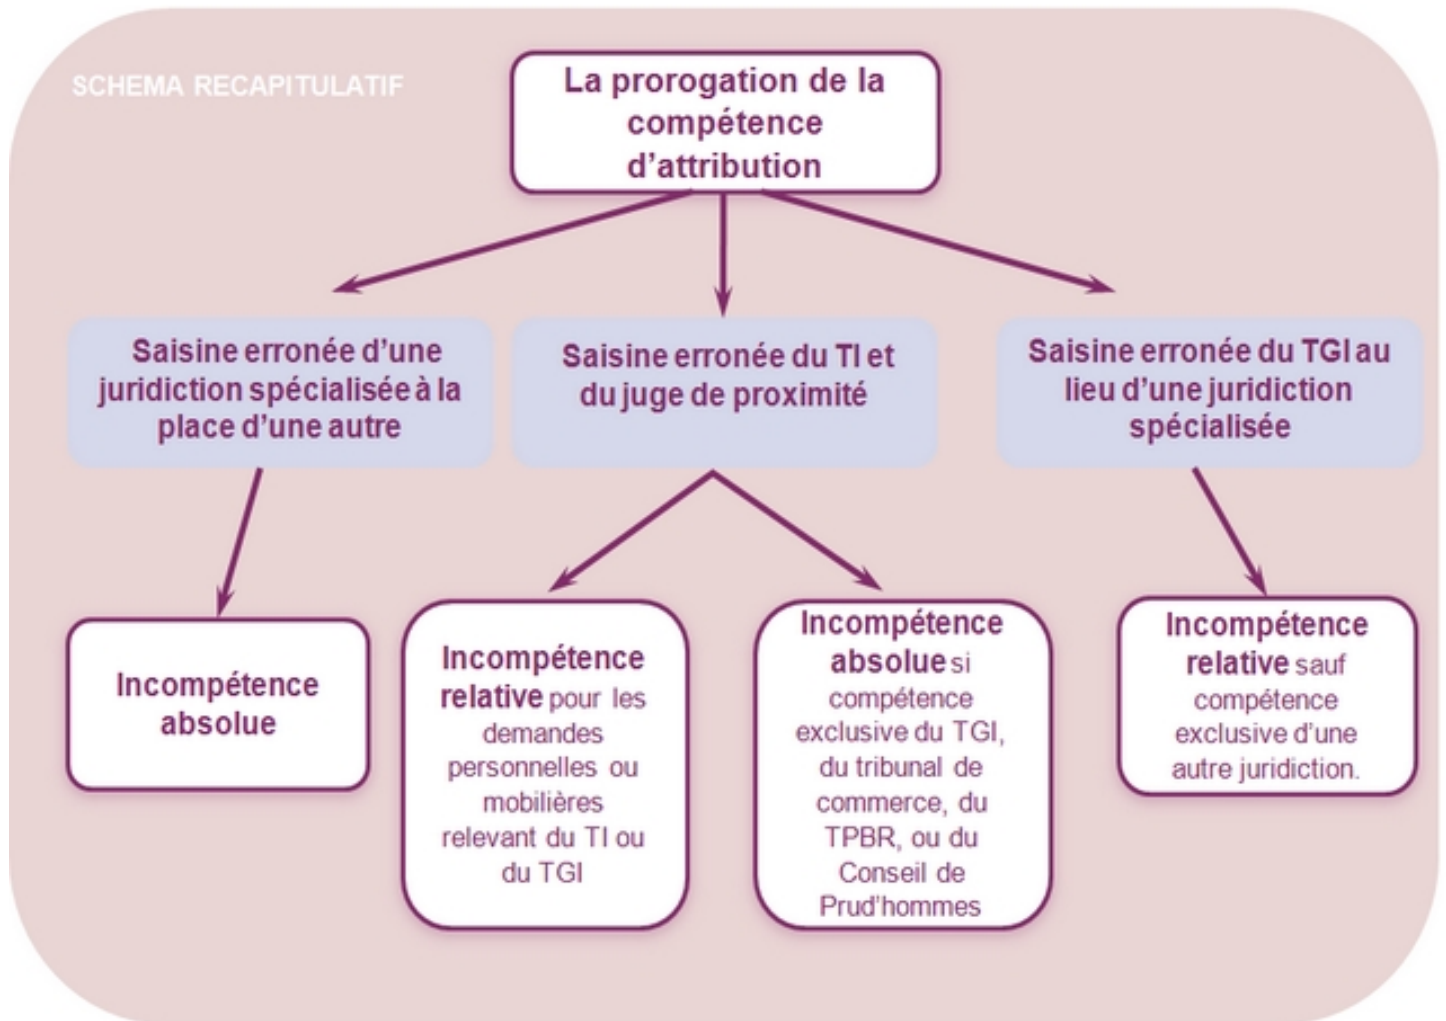 SCHEMA RECAPITULATIF
La prorogation de la
compétence
d'attribution
Saisine erronée d'une
juridiction spécialisée à la
place d'une autre
Saisine erronée du TI et
du juge de proximité
Saisine erronée du TGI au
lieu d'une juridiction
spécialisée
Incompétence
absolue
Incompétence
relative pour les
demandes
personnelles ou
mobilières
relevant du TI ou
du TGI
Incompétence
absolue si
compétence
exclusive du TGI,
du tribunal de
commerce, du
TPBR, ou du
Conseil de
Prud'hommes
Incompétence
relative sauf
compétence
exclusive d'une
autre juridiction.